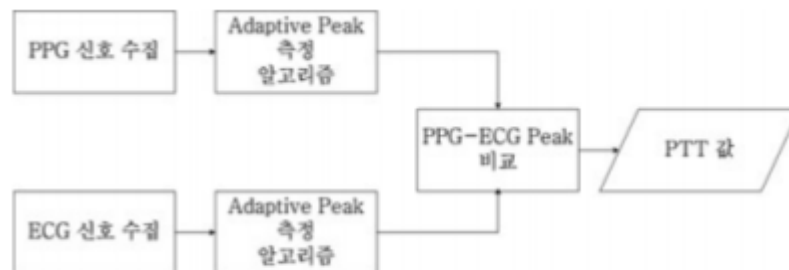 PPG 신호 수집
Adaptive Peak
측정
알고리즘
PPG-ECG Peak
비교
PTT 값
ECG 신호 수집
Adaptive Peak
측정
알고리즘